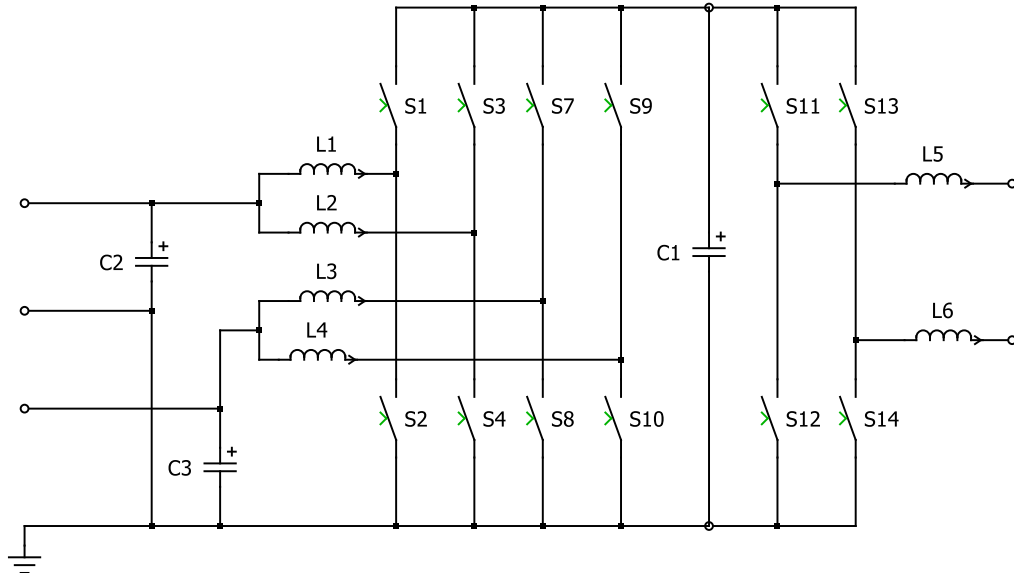 S1 S3 S7 S9 S11 S13
L1
L5
L2
+ +
C2 C1
L3
L6
L4
S2 S4 S8 S10 S12 S14
+
C3